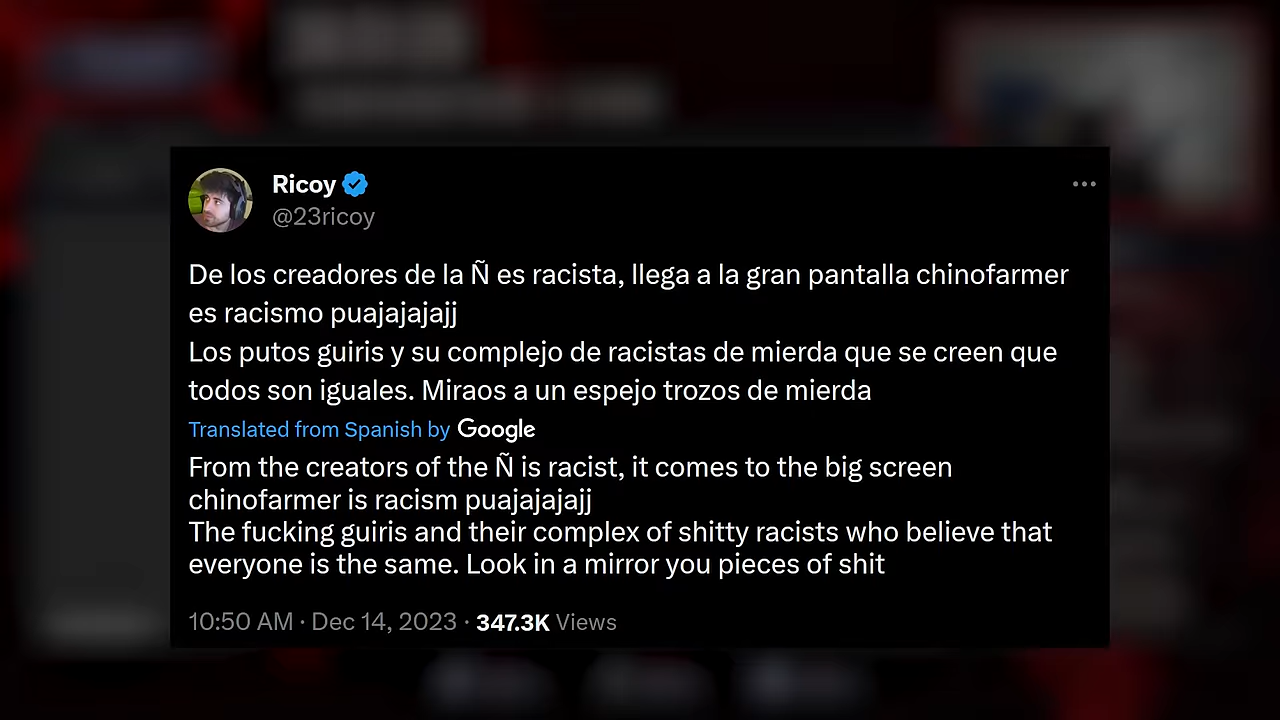 Ricoy
@23ricoy
De los creadores de la Ñ es racista, llega a la gran pantalla chinofarmer
es racismo puajajajajj
Los putos guiris y su complejo de racistas de mierda que se creen que
todos son iguales. Miraos a un espejo trozos de mierda
Translated from Spanish by Google
From the creators of the Ñ is racist, it comes to the big screen
chinofarmer is racism puajajajajj
The fucking guiris and their complex of shitty racists who believe that
everyone is the same. Look in a mirror you pieces of shit
10:50 AM · Dec 14, 2023 · 347.3K Views